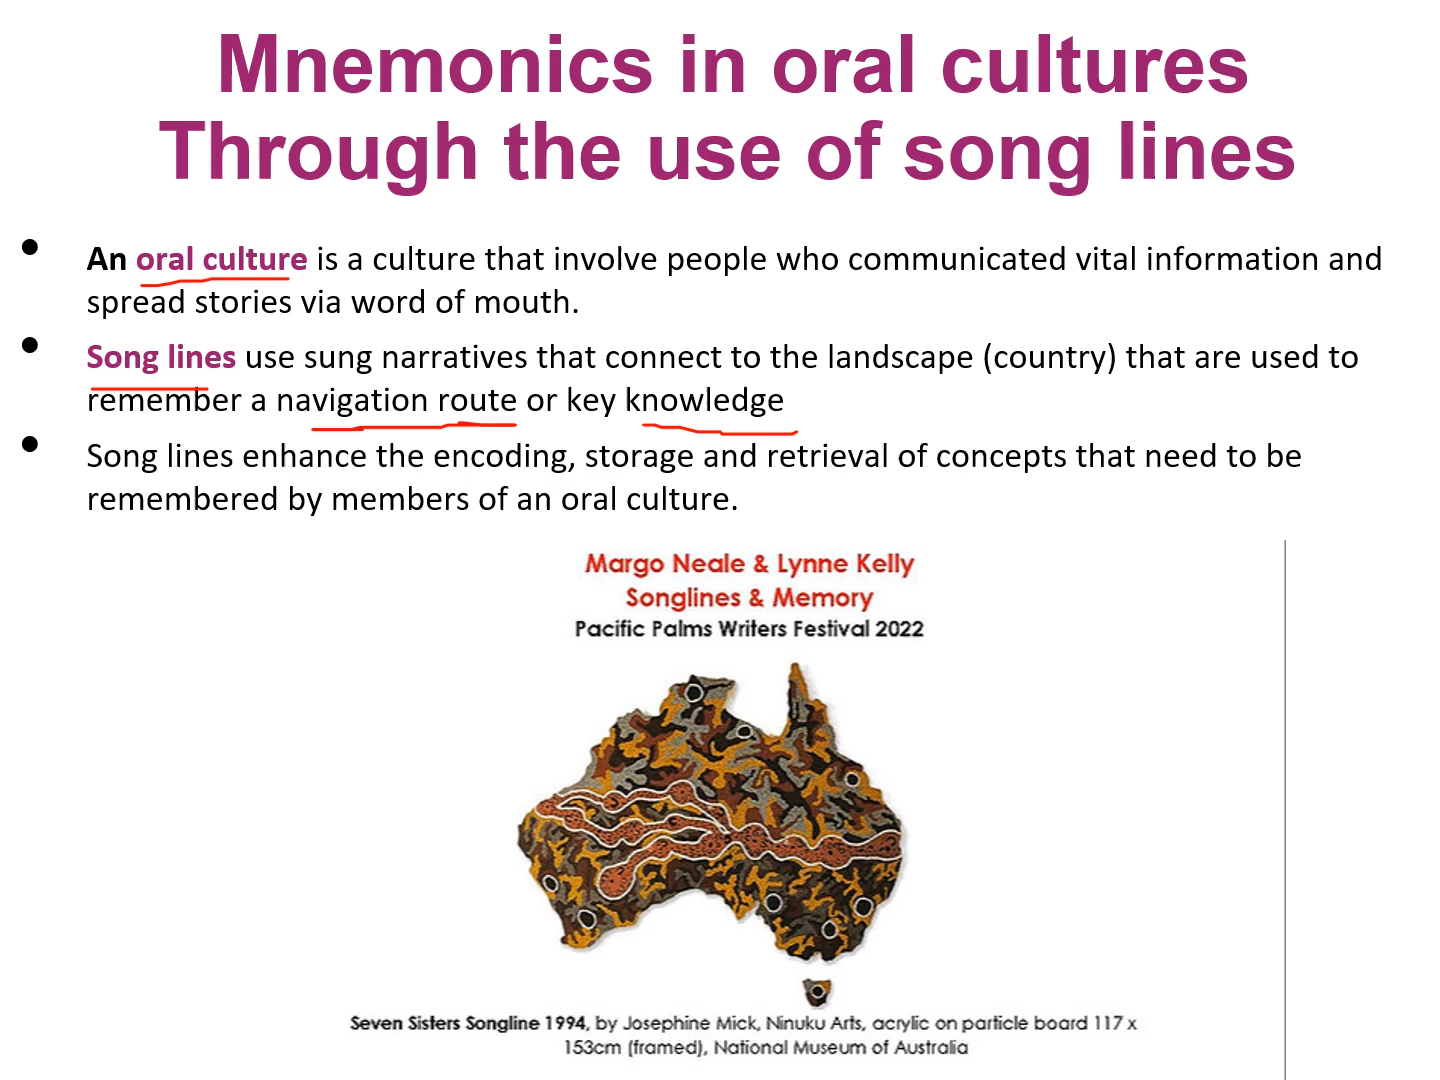 Mnemonics in oral cultures
Through the use of song lines
• An oral culture is a culture that involve people who communicated vital information and
spread stories via word of mouth.
• Song lines use sung narratives that connect to the landscape (country) that are used to
remember a navigation route or key knowledge
• Song lines enhance the encoding, storage and retrieval of concepts that need to be
remembered by members of an oral culture.
Margo Neale & Lynne Kelly
Songlines & Memory
Pacific Palms Writers Festival 2022
Seven Sisters Songline 1994, by Josephine Mick, Ninuku Arts, acrylic on particle board 117 x
153cm (framed), National Museum of Australia